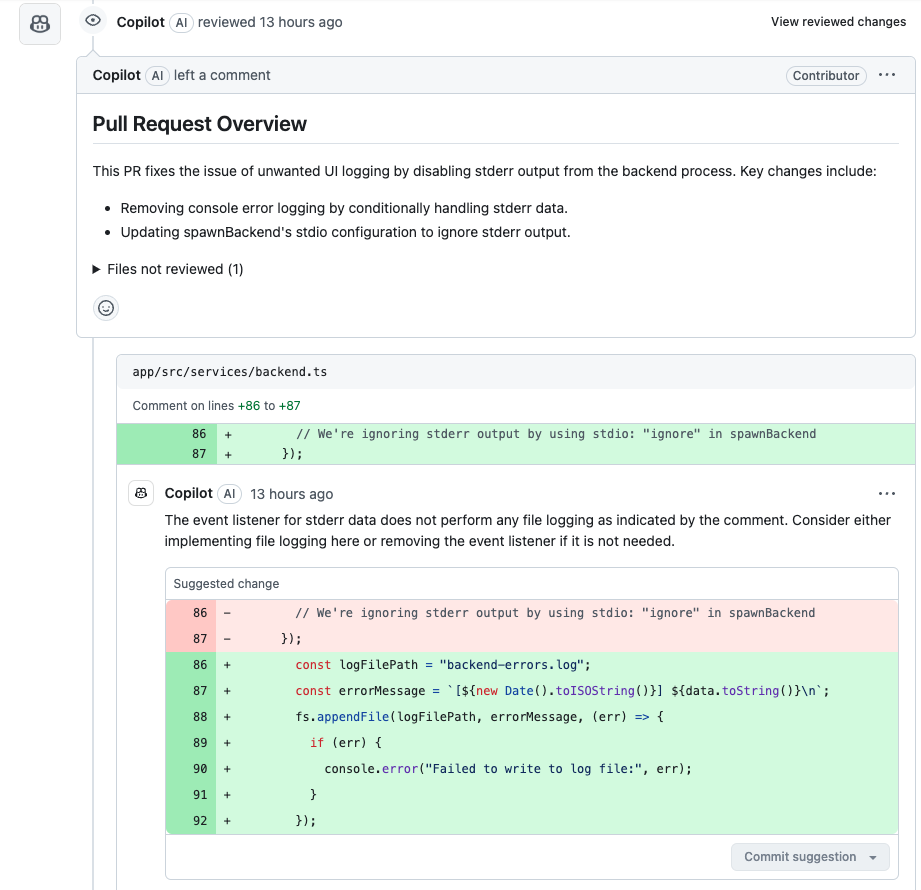 Copilot AI reviewed 13 hours ago View reviewed changes
Copilot AI left a comment Contributor ...
Pull Request Overview
This PR fixes the issue of unwanted UI logging by disabling stderr output from the backend process. Key changes include:
• Removing console error logging by conditionally handling stderr data.
• Updating spawnBackend's stdio configuration to ignore stderr output.
▶ Files not reviewed (1)
app/src/services/backend.ts
Comment on lines +86 to +87
86 + // We're ignoring stderr output by using stdio: "ignore" in spawnBackend
87 + });
Copilot AI 13 hours ago ...
The event listener for stderr data does not perform any file logging as indicated by the comment. Consider either
implementing file logging here or removing the event listener if it is not needed.
Suggested change
86 - // We're ignoring stderr output by using stdio: "ignore" in spawnBackend
87 - });
86 + const logFilePath = "backend-errors.log";
87 + const errorMessage = `[${new Date().toISOString()}] ${data.toString()}\n`;
88 + fs.appendFile(logFilePath, errorMessage, (err) => {
89 + if (err) {
90 + console.error("Failed to write to log file:", err);
91 + }
92 + });
Commit suggestion